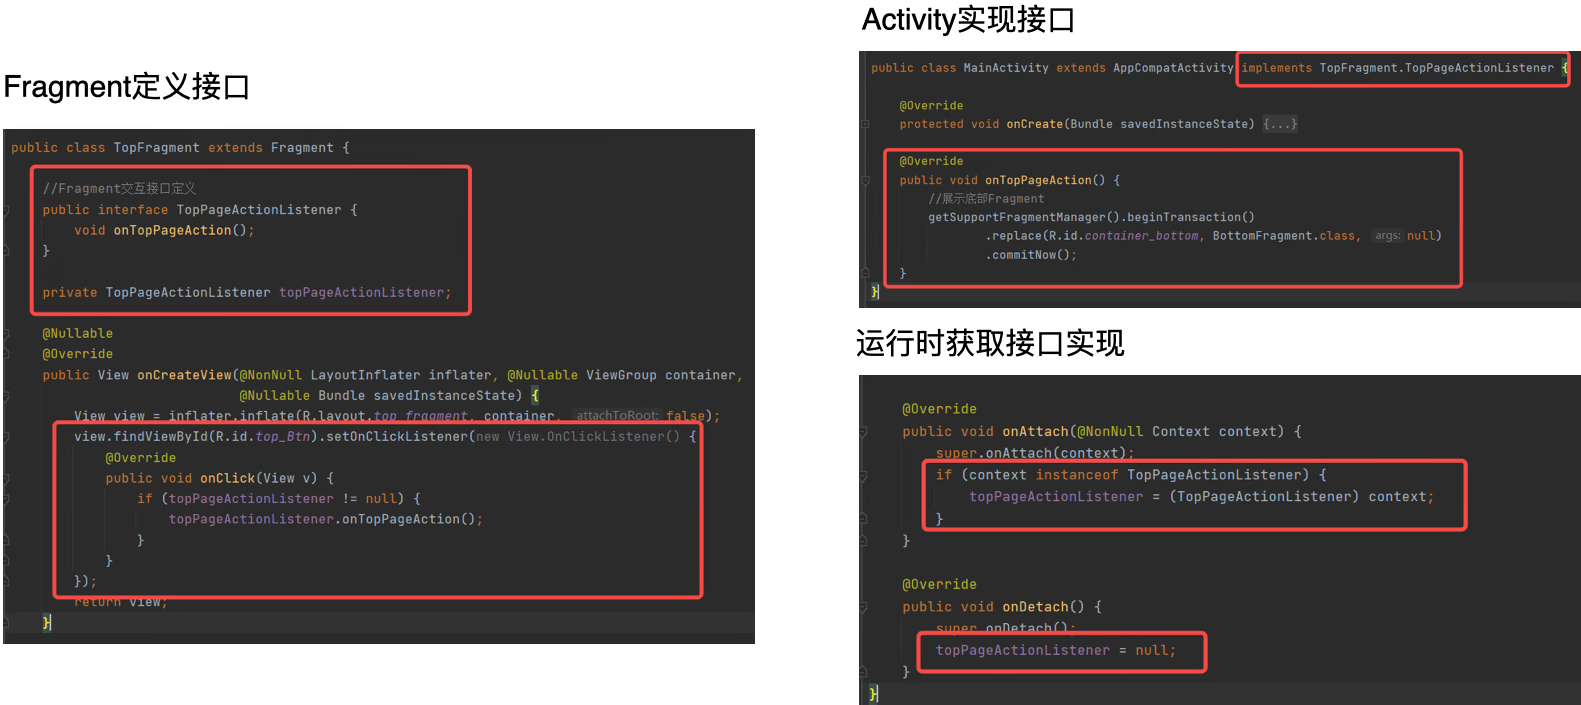 Fragment定义接口
public class TopFragment extends Fragment {
//Fragment交互接口定义
public interface TopPageActionListener {
void onTopPageAction();
}
private TopPageActionListener topPageActionListener;
@Nullable
@Override
public View onCreateView(@NonNull LayoutInflater inflater, @Nullable ViewGroup container,
@Nullable Bundle savedInstanceState) {
View view = inflater.inflate(R.layout.top_fragment, container, attachToRoot: false);
view.findViewById(R.id.top_Btn).setOnClickListener(new View.OnClickListener() {
@Override
public void onClick(View v) {
if (topPageActionListener != null) {
topPageActionListener.onTopPageAction();
}
}
});
return view;
}
Activity实现接口
public class MainActivity extends AppCompatActivity implements TopFragment.TopPageActionListener {
@Override
protected void onCreate(Bundle savedInstanceState) {...}
@Override
public void onTopPageAction() {
//展示底部Fragment
getSupportFragmentManager().beginTransaction()
.replace(R.id.container_bottom, BottomFragment.class, args: null)
.commitNow();
}
}
运行时获取接口实现
@Override
public void onAttach(@NonNull Context context) {
super.onAttach(context);
if (context instanceof TopPageActionListener) {
topPageActionListener = (TopPageActionListener) context;
}
}
@Override
public void onDetach() {
super.onDetach();
topPageActionListener = null;
}
}